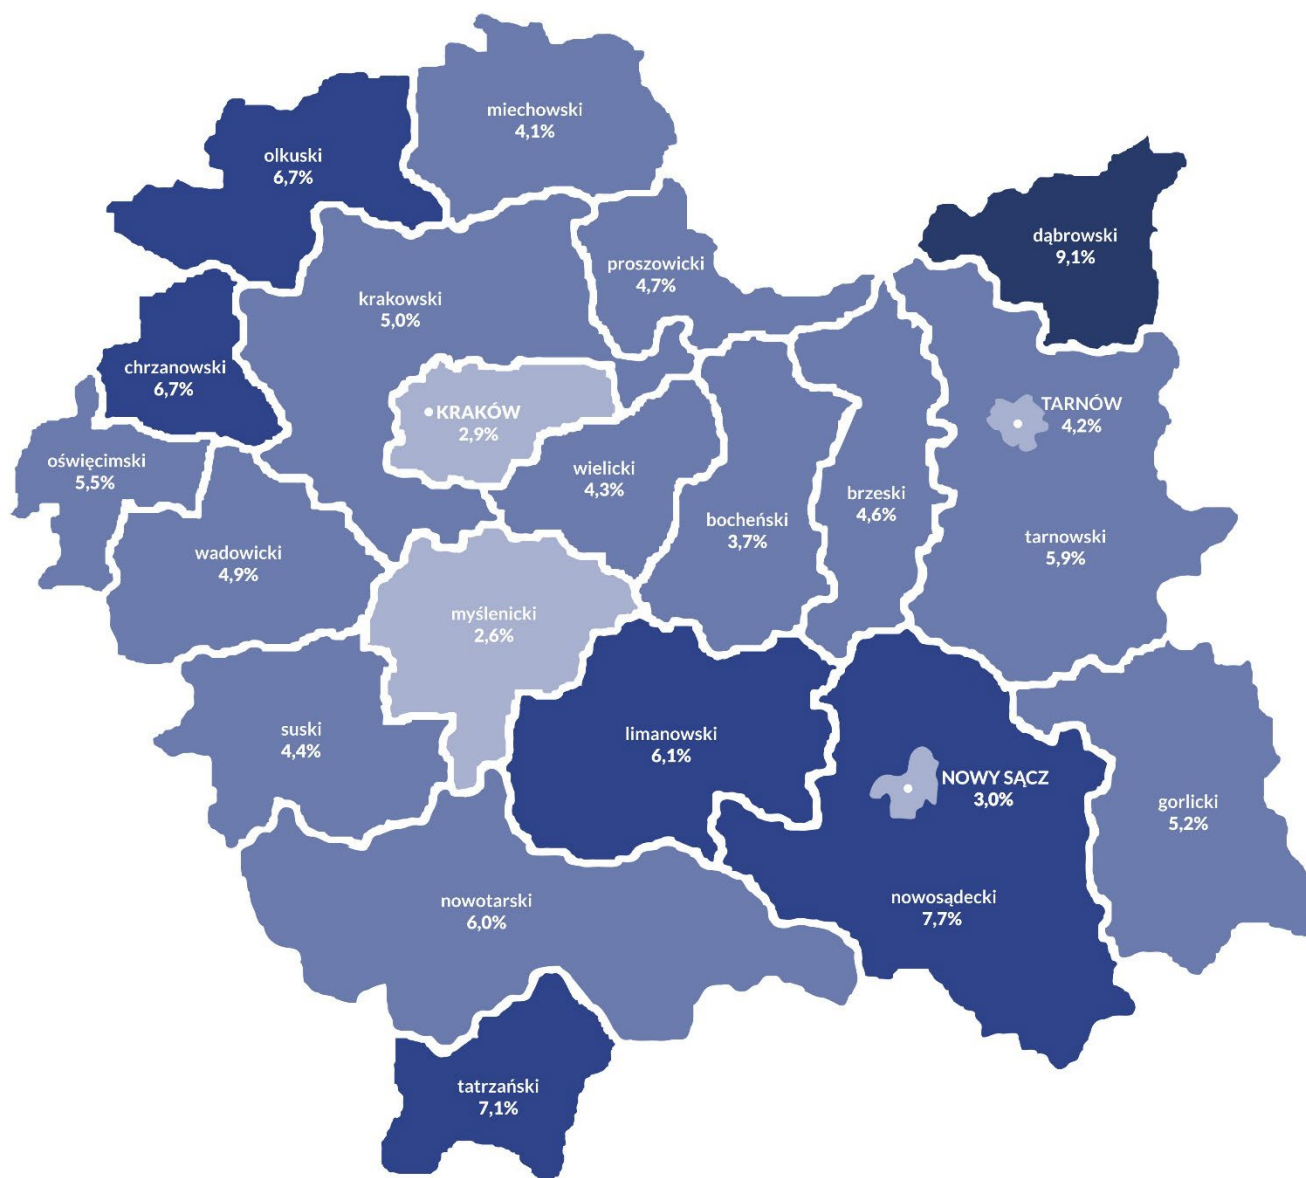 miechowski
4,1%
olkuski
6,7%
dąbrowski
9,1%
proszowicki
4,7%
krakowski
5,0%
chrzanowski
6,7%
KRAKÓW
2,9%
TARNÓW
4,2%
oświęcimski
5,5%
wielicki
4,3%
brzeski
4,6%
bocheński
3,7%
tarnowski
5,9%
wadowicki
4,9%
myślenicki
2,6%
suski
4,4%
limanowski
6,1%
NOWY SĄCZ
3,0%
gorlicki
5,2%
nowotarski
6,0%
nowosądecki
7,7%
tatrzański
7,1%